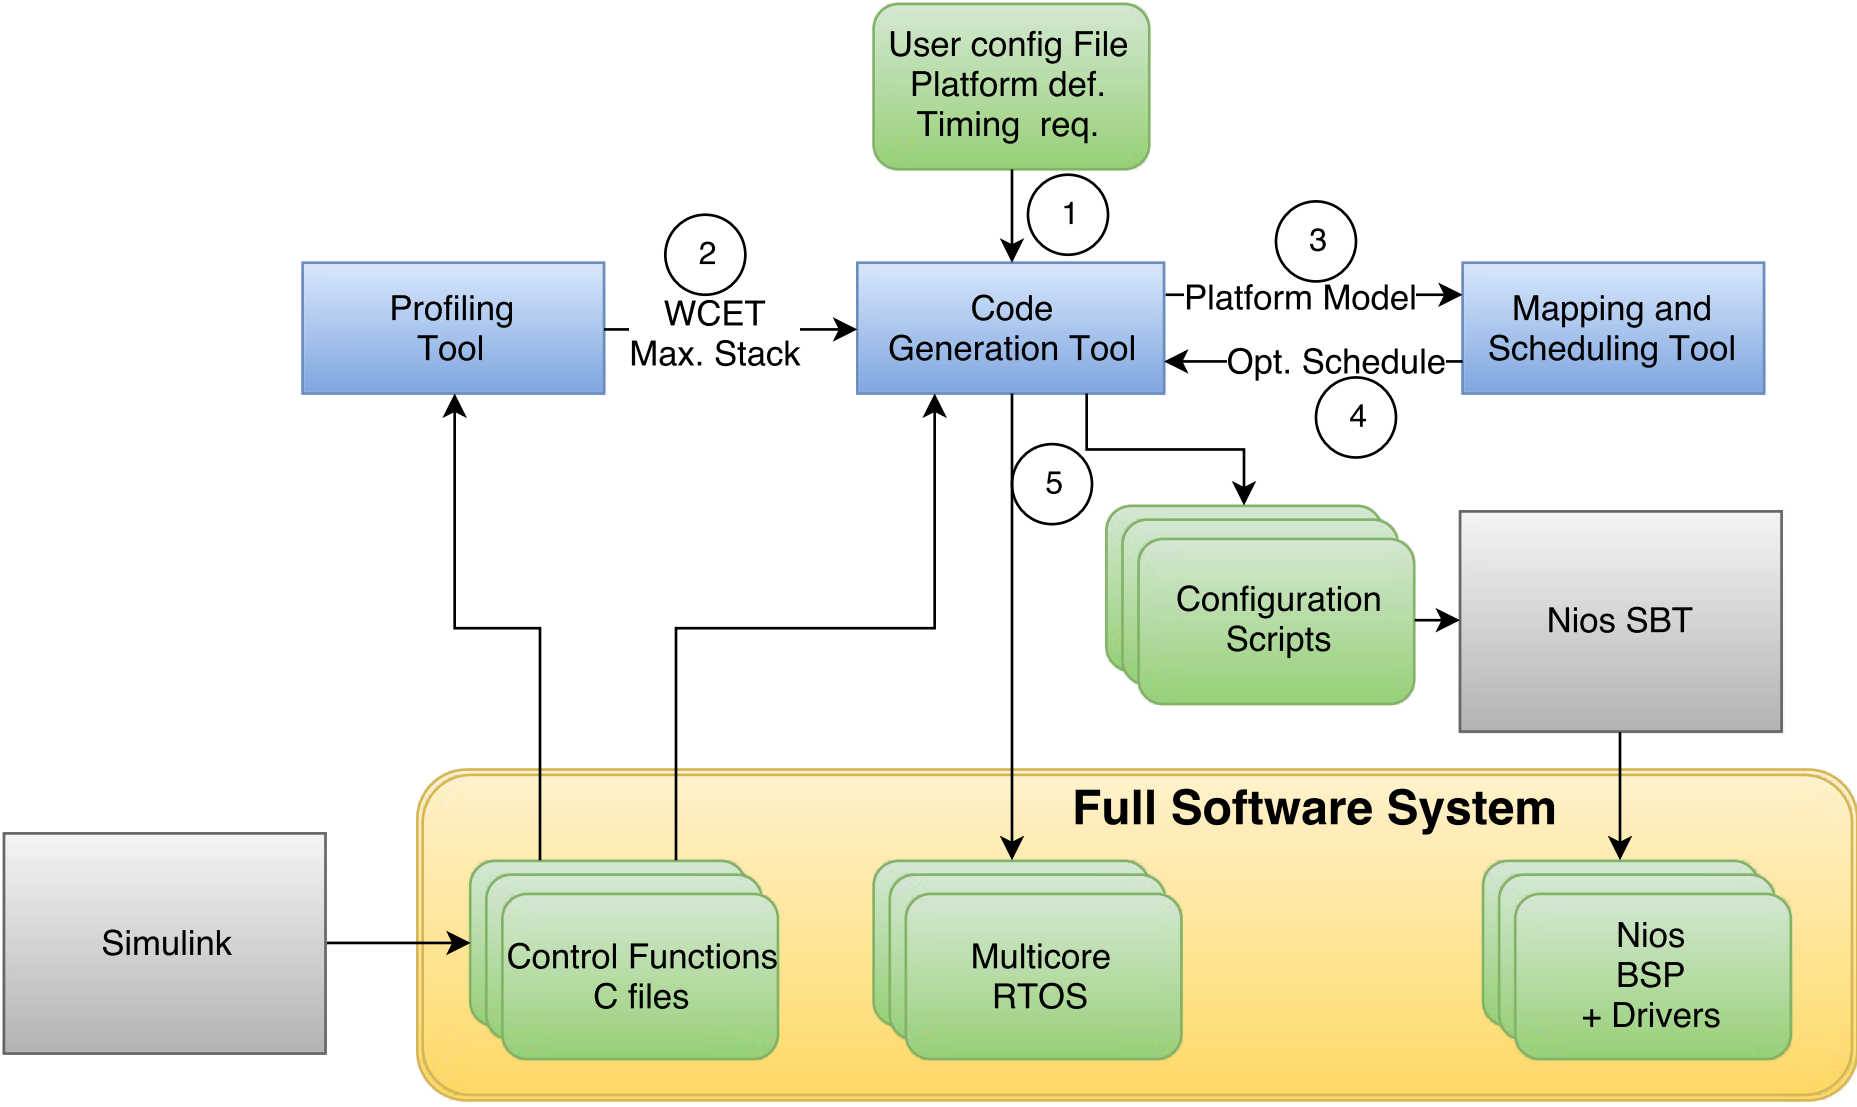 User config File
Platform def.
Timing req.
1
2
3
Profiling
Tool
WCET
Max. Stack
Code
Generation Tool
Platform Model
Opt. Schedule
Mapping and
Scheduling Tool
4
5
Configuration
Scripts
Nios SBT
Full Software System
Simulink
Control Functions
C files
Multicore
RTOS
Nios
BSP
+ Drivers